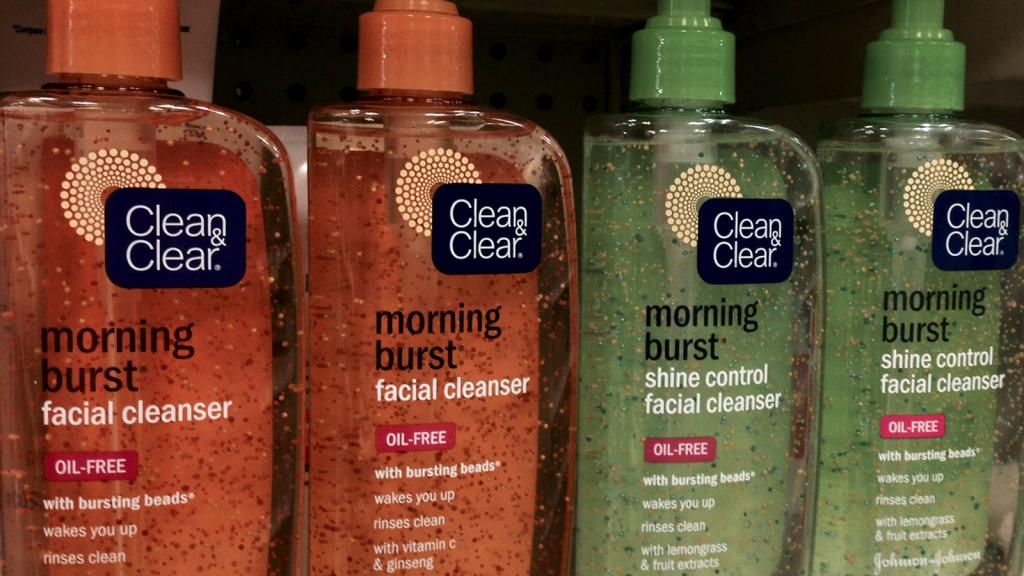 "Compare
Clean
& Clear®
morning
burst®
facial cleanser
OIL-FREE
with bursting beads®
wakes you up
rinses clean
Clean
& Clear®
morning
burst®
facial cleanser
OIL-FREE
with bursting beads®
wakes you up
rinses clean
with vitamin c
& ginseng
Clean
& Clear®
morning
burst®
shine control
facial cleanser
OIL-FREE
with bursting beads®
wakes you up
rinses clean
with lemongrass
& fruit extracts
Clean
& Clear®
morning
burst®
shine control
facial cleanser
OIL-FREE
with bursting beads®
wakes you up
rinses clean
with lemongrass
& fruit extracts
Johnson & Johnson